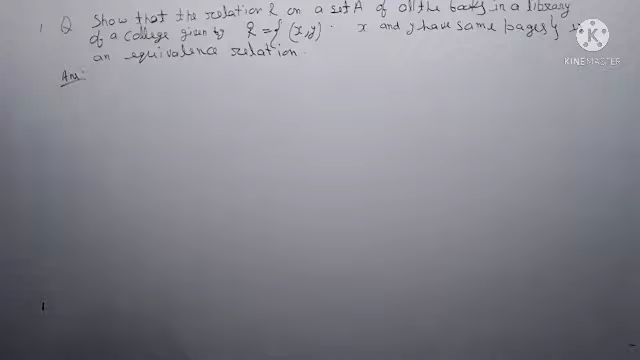 1 Q Show that the relation R on a set A of all the books in a library
of a college given by R = { (x,y) : x and y have same pages}
an equivalence relation.
Ans:
KINEMASTER